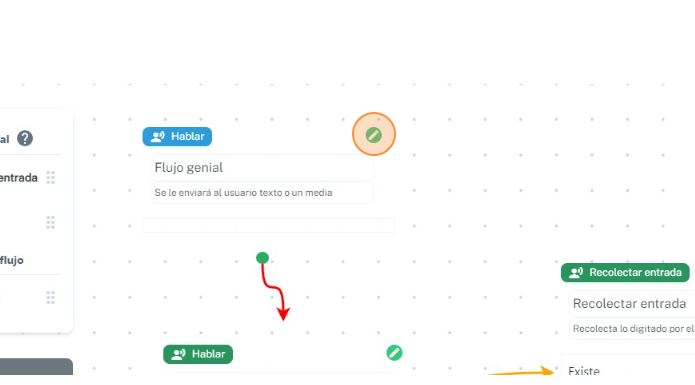 al ?
entrada
flujo
Hablar
Flujo genial
Se le enviará al usuario texto o un media
Hablar
Recolectar entrada
Recolectar entrada
Recolecta lo digitado por el
Existe